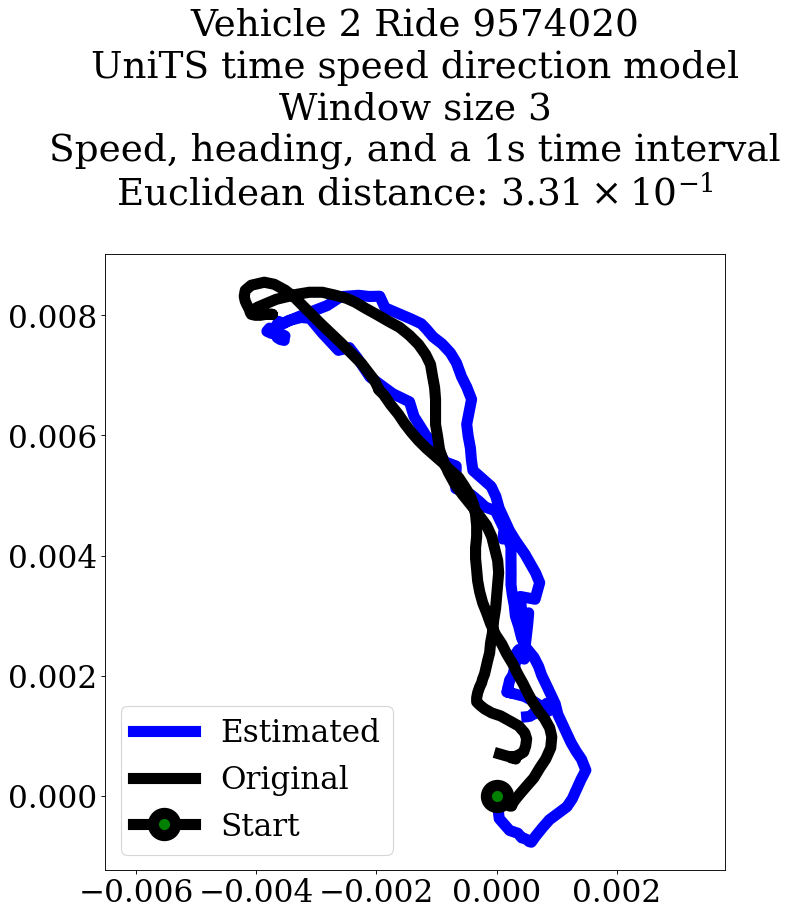 Vehicle 2 Ride 9574020
UniTS time speed direction model
Window size 3
Speed, heading, and a 1s time interval
Euclidean distance: 3.31 × 10⁻¹
0.008
0.006
0.004
0.002
0.000
Estimated
Original
Start
−0.006 −0.004 −0.002 0.000 0.002